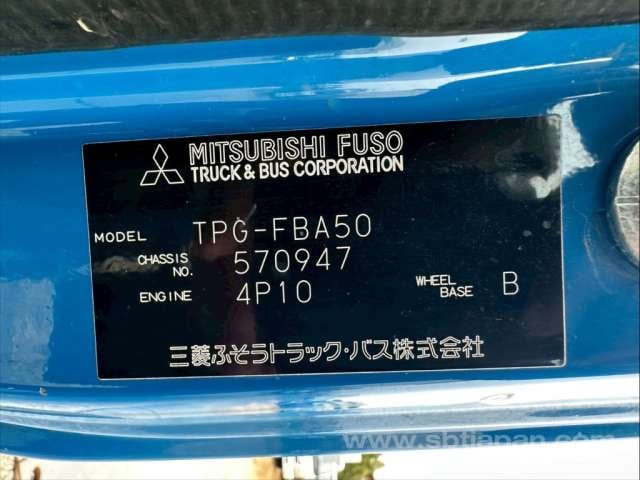 MITSUBISHI FUSO
TRUCK & BUS CORPORATION
MODEL TPG-FBA50
CHASSIS NO. 570947
ENGINE 4P10 WHEEL BASE B
三菱ふそうトラック・バス株式会社
www.sbtjapan.com